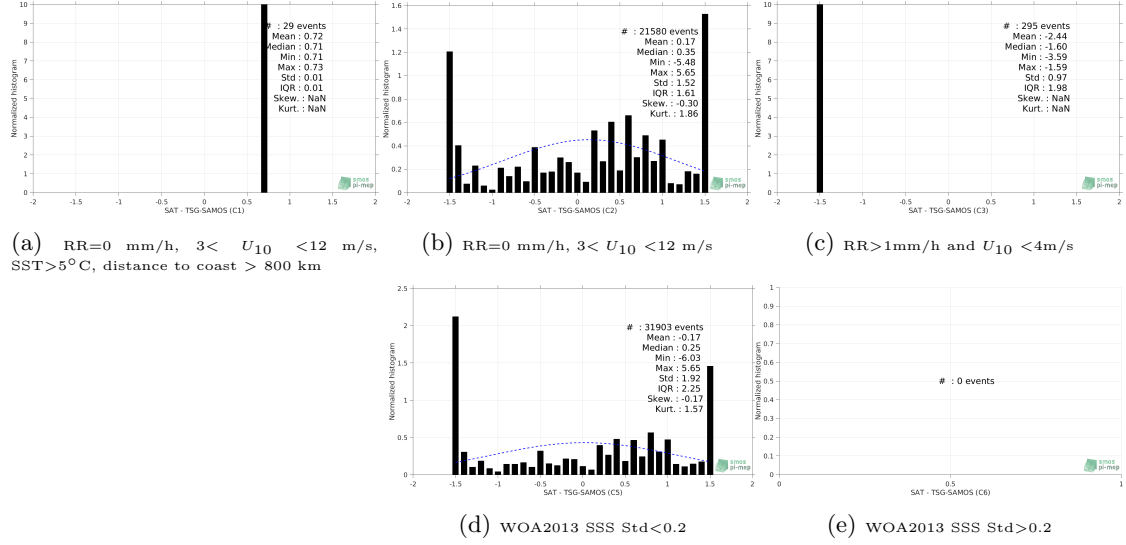 10
9
8
7
6
5
4
3
2
1
0
Normalized histogram
# : 29 events
Mean : 0.72
Median : 0.71
Min : 0.71
Max : 0.73
Std : 0.01
IQR : 0.01
Skew. : NaN
Kurt. : NaN
smos
pi-mep
-2 -1.5 -1 -0.5 0 0.5 1 1.5 2
SAT - TSG-SAMOS (C1)
(a) RR=0 mm/h, 3< U10 <12 m/s,
SST>5°C, distance to coast > 800 km
1.6
1.4
1.2
1
0.8
0.6
0.4
0.2
0
Normalized histogram
# : 21580 events
Mean : 0.17
Median : 0.35
Min : -5.48
Max : 5.65
Std : 1.52
IQR : 1.61
Skew. : -0.30
Kurt. : 1.86
smos
pi-mep
-2 -1.5 -1 -0.5 0 0.5 1 1.5 2
SAT - TSG-SAMOS (C2)
(b) RR=0 mm/h, 3< U10 <12 m/s
10
9
8
7
6
5
4
3
2
1
0
Normalized histogram
# : 295 events
Mean : -2.44
Median : -1.60
Min : -3.59
Max : -1.59
Std : 0.97
IQR : 1.98
Skew. : NaN
Kurt. : NaN
smos
pi-mep
-2 -1.5 -1 -0.5 0 0.5 1 1.5 2
SAT - TSG-SAMOS (C3)
(c) RR>1mm/h and U10 <4m/s
2.5
2
1.5
1
0.5
0
Normalized histogram
# : 31903 events
Mean : -0.17
Median : 0.25
Min : -6.03
Max : 5.65
Std : 1.92
IQR : 2.25
Skew. : -0.17
Kurt. : 1.57
smos
pi-mep
-2 -1.5 -1 -0.5 0 0.5 1 1.5 2
SAT - TSG-SAMOS (C5)
(d) WOA2013 SSS Std<0.2
1
0.9
0.8
0.7
0.6
0.5
0.4
0.3
0.2
0.1
0
Normalized histogram
# : 0 events
smos
pi-mep
0 0.5 1
SAT - TSG-SAMOS (C6)
(e) WOA2013 SSS Std>0.2